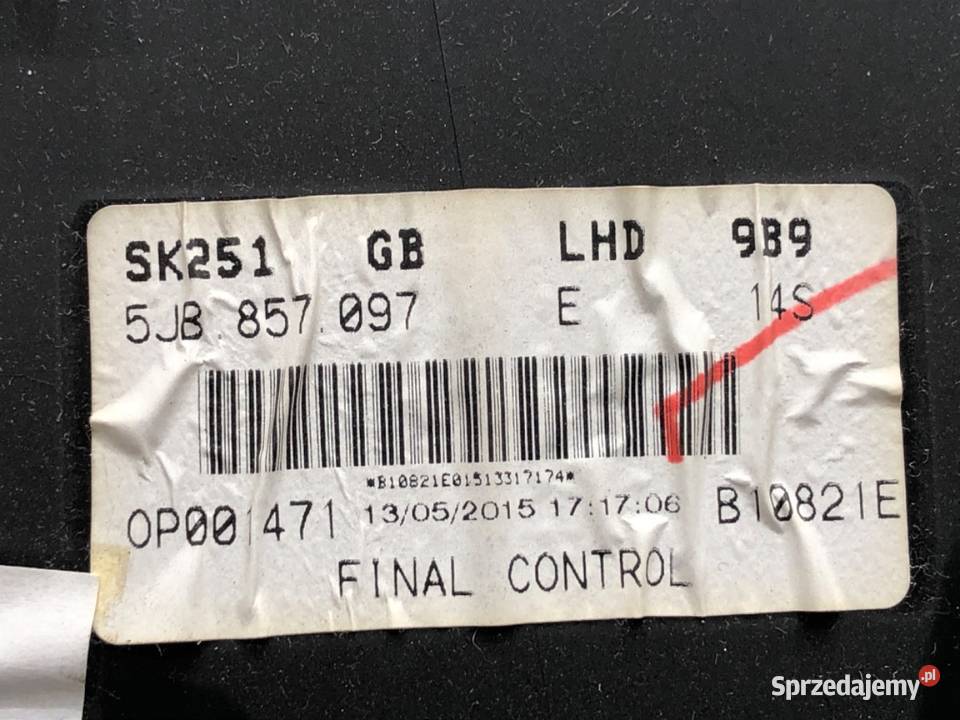 SK251 GB LHD 9B9
5JB.857.097 E 14S
*B10821E01513317174*
OP001471 13/05/2015 17:17:06 B10821E
FINAL CONTROL
Sprzedajemy.pl